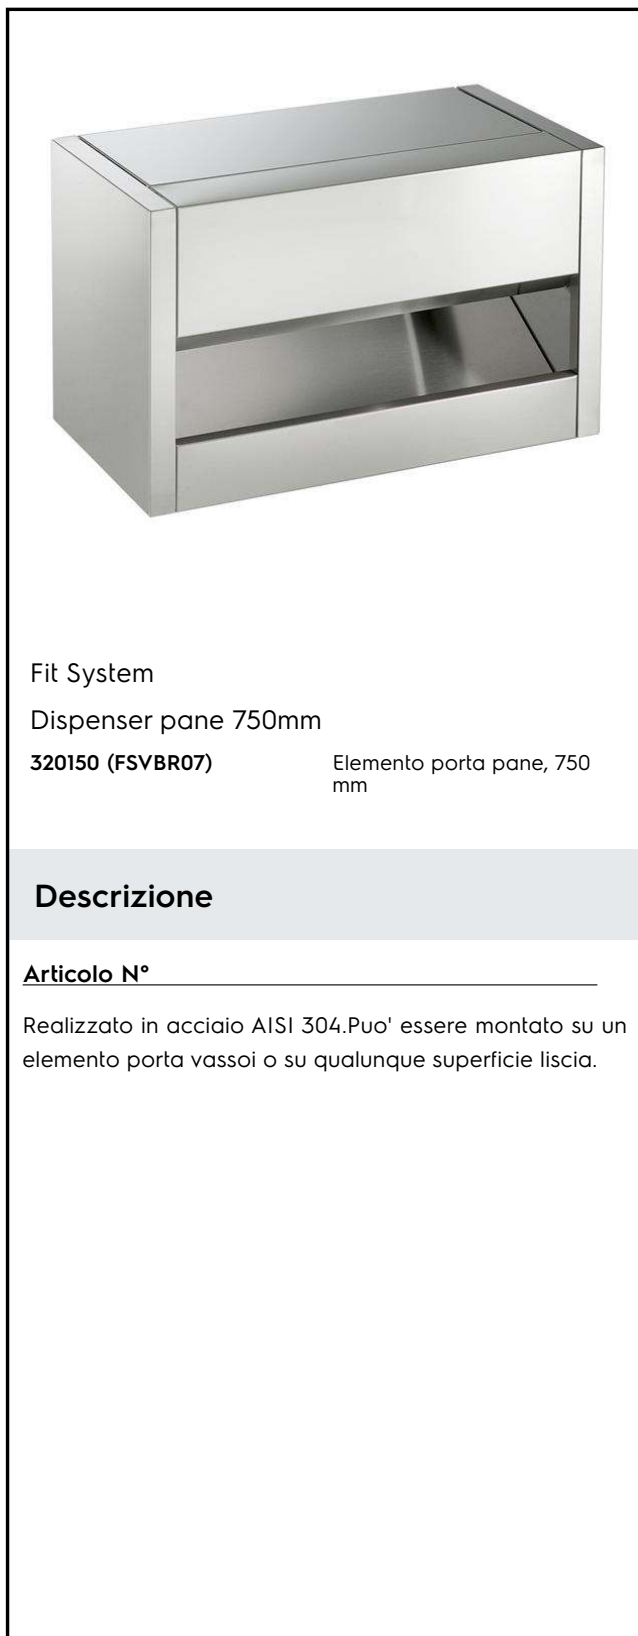 Fit System
Dispenser pane 750mm
320150 (FSVBR07) Elemento porta pane, 750
mm
Descrizione
Articolo N°
Realizzato in acciaio AISI 304.Puo' essere montato su un
elemento porta vassoi o su qualunque superficie liscia.